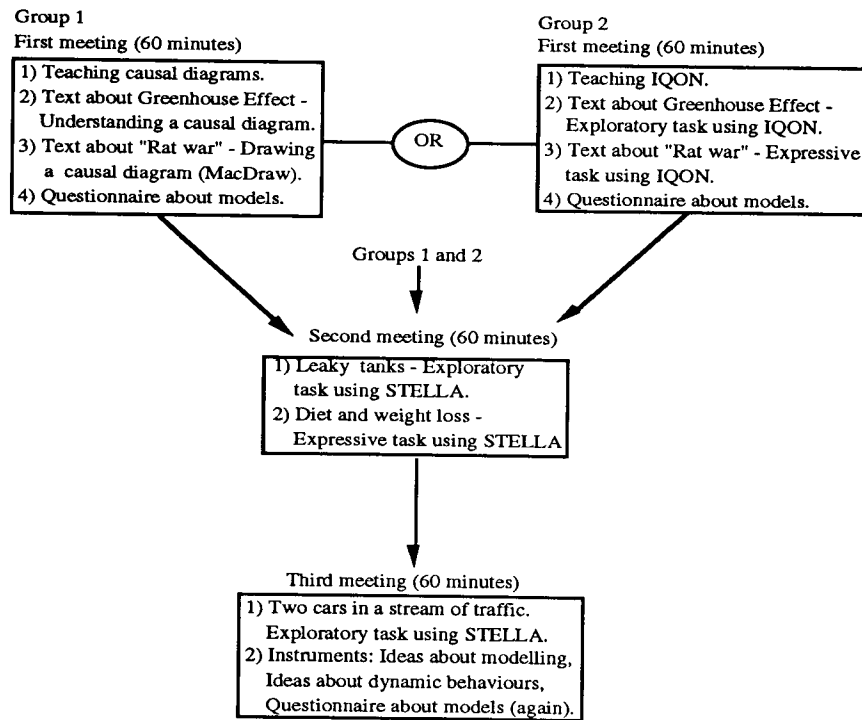 Group 1
First meeting (60 minutes)
1) Teaching causal diagrams.
2) Text about Greenhouse Effect -
Understanding a causal diagram.
3) Text about "Rat war" - Drawing
a causal diagram (MacDraw).
4) Questionnaire about models.
OR
Group 2
First meeting (60 minutes)
1) Teaching IQON.
2) Text about Greenhouse Effect -
Exploratory task using IQON.
3) Text about "Rat war" - Expressive
task using IQON.
4) Questionnaire about models.
Groups 1 and 2
Second meeting (60 minutes)
1) Leaky tanks - Exploratory
task using STELLA.
2) Diet and weight loss -
Expressive task using STELLA
Third meeting (60 minutes)
1) Two cars in a stream of traffic.
Exploratory task using STELLA.
2) Instruments: Ideas about modelling,
Ideas about dynamic behaviours,
Questionnaire about models (again).